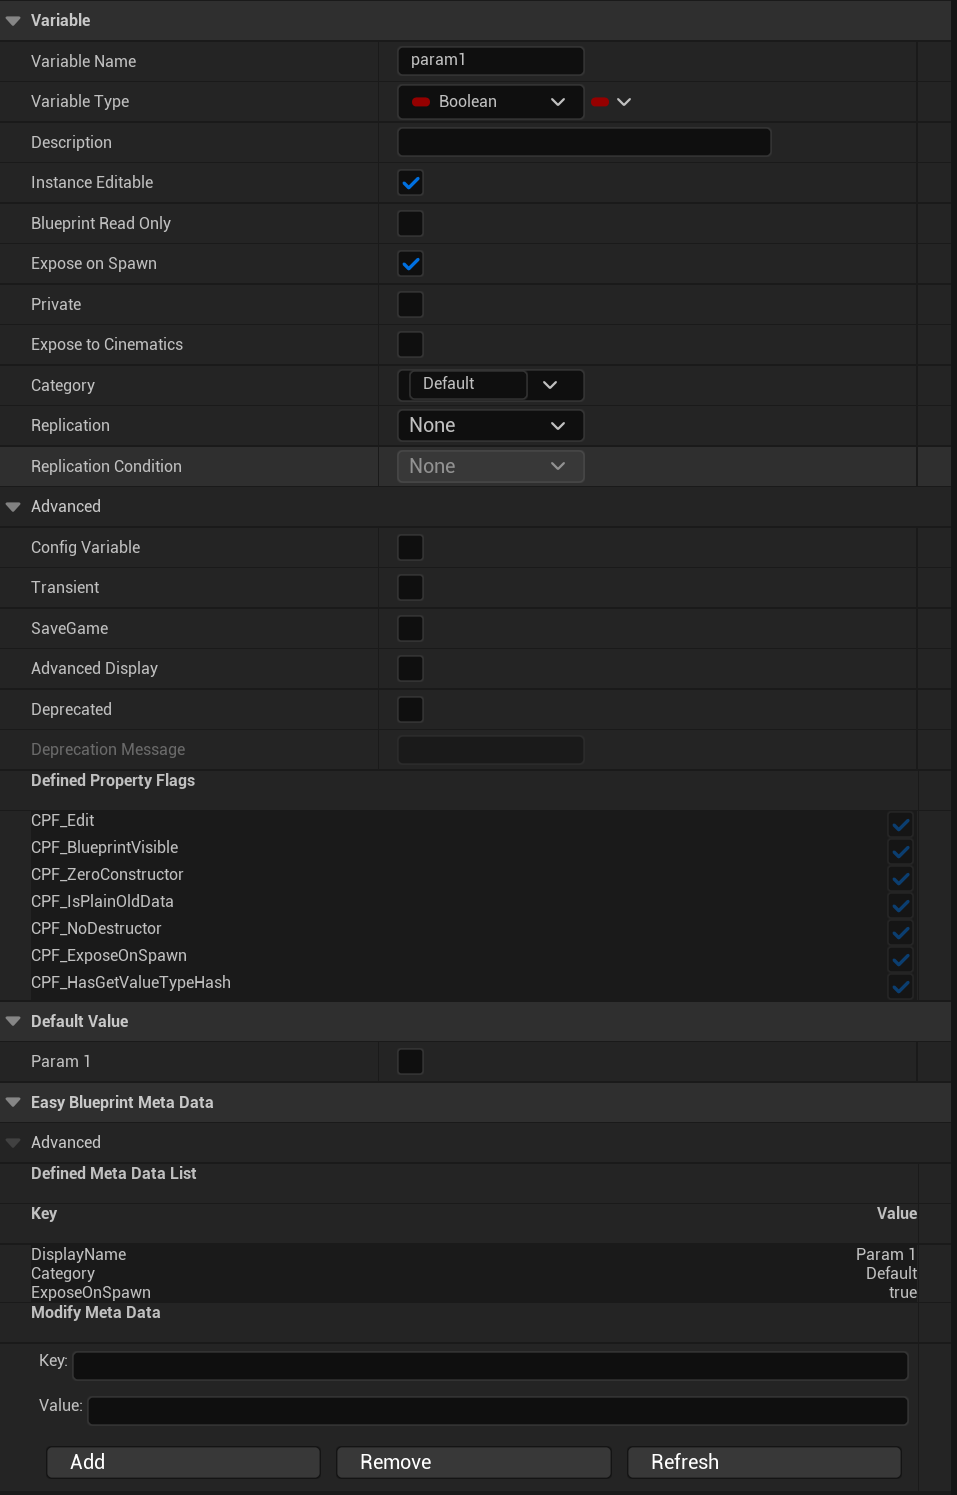 Variable
Variable Name param1
Variable Type Boolean
Description
Instance Editable
Blueprint Read Only
Expose on Spawn
Private
Expose to Cinematics
Category Default
Replication None
Replication Condition None
Advanced
Config Variable
Transient
SaveGame
Advanced Display
Deprecated
Deprecation Message
Defined Property Flags
CPF_Edit
CPF_BlueprintVisible
CPF_ZeroConstructor
CPF_IsPlainOldData
CPF_NoDestructor
CPF_ExposeOnSpawn
CPF_HasGetValueTypeHash
Default Value
Param 1
Easy Blueprint Meta Data
Advanced
Defined Meta Data List
Key Value
DisplayName Param 1
Category Default
ExposeOnSpawn true
Modify Meta Data
Key:
Value:
Add Remove Refresh